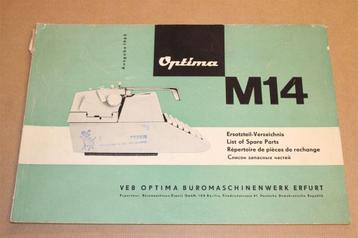 Optima
M14
Ersatzteil-Verzeichnis
List of Spare Parts
Répertoire de pièces de rechange
Список запасных частей
VEB OPTIMA BUROMASCHINENWERK ERFURT